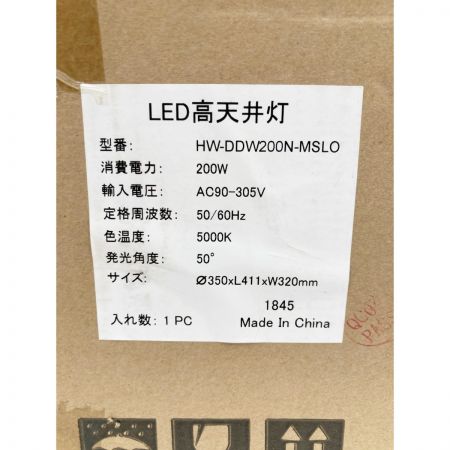 LED高天井灯
型番: HW-DDW200N-MSLO
消費電力: 200W
輸入電圧: AC90-305V
定格周波数: 50/60Hz
色温度: 5000K
発光角度: 50°
サイズ: Ø350xL411xW320mm
1845
入れ数: 1 PC Made In China